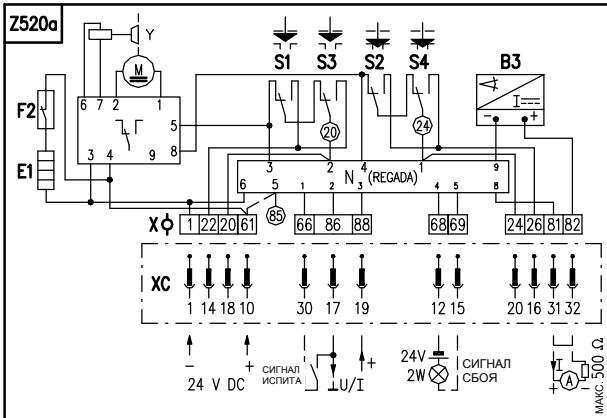 Z520a
Y
M
6 7 2 1
5
8
3 4 9
F2
E1
S1 S3 S2 S4 B3
I
− +
20
24
3 2 4 1 9
N (REGADA)
6 5 1 2 3 4 5 8
85
X 1 22 20 61 66 86 88 68 69 24 26 81 82
XC
1 14 18 10 30 17 19 12 15 20 16 31 32
− +
24 V DC
СИГНАЛ
ИСПИТА
U/I
+
24V
2W
СИГНАЛ
СБОЯ
I
+ A −
МАКС. 500 Ω